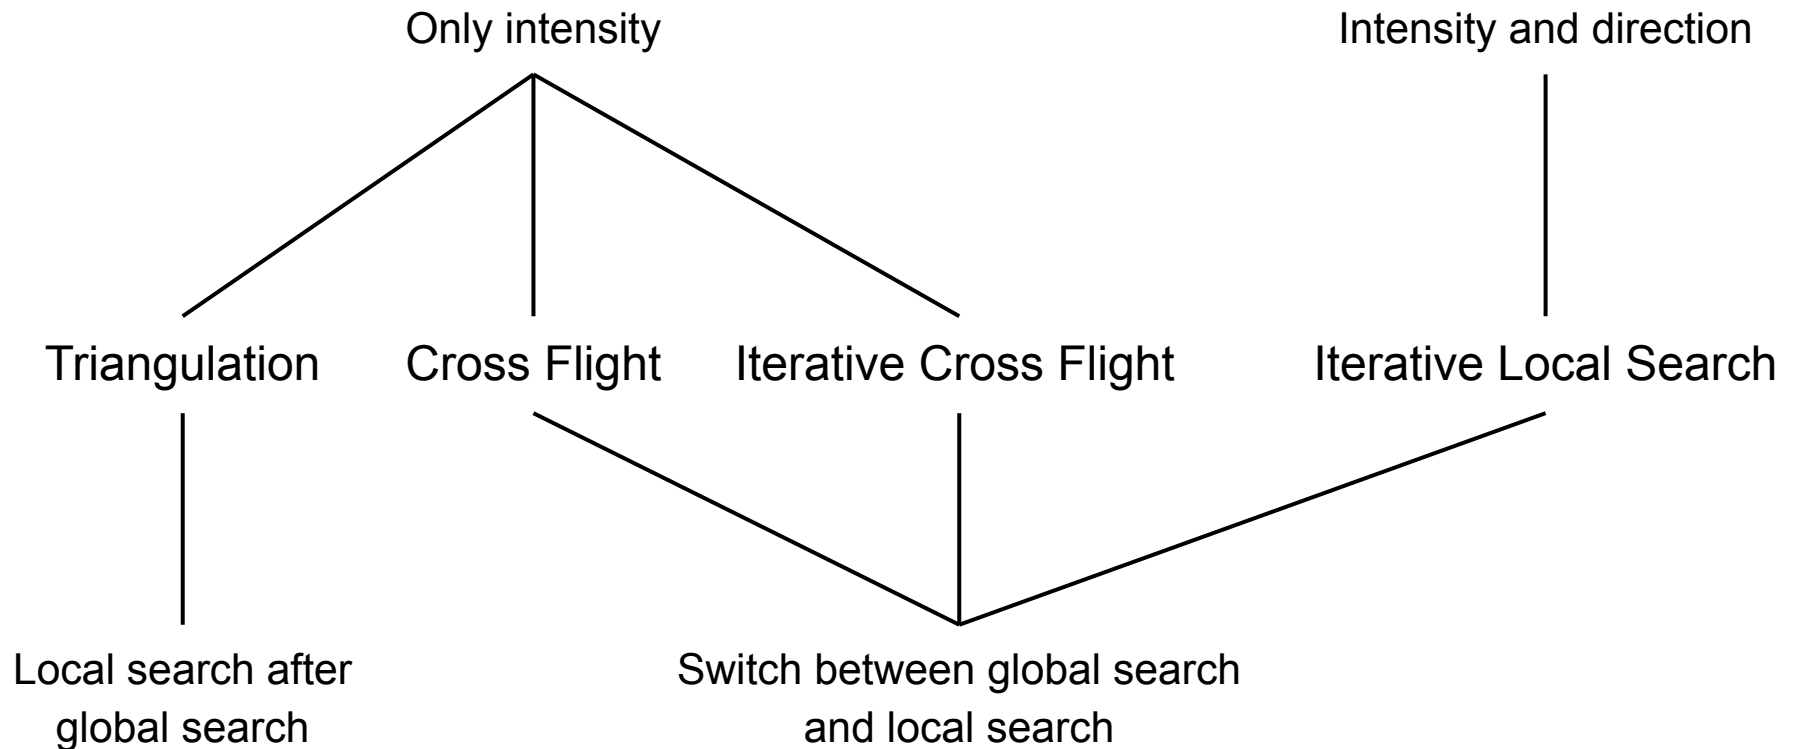 Only intensity
Intensity and direction
Triangulation
Cross Flight
Iterative Cross Flight
Iterative Local Search
Local search after
global search
Switch between global search
and local search